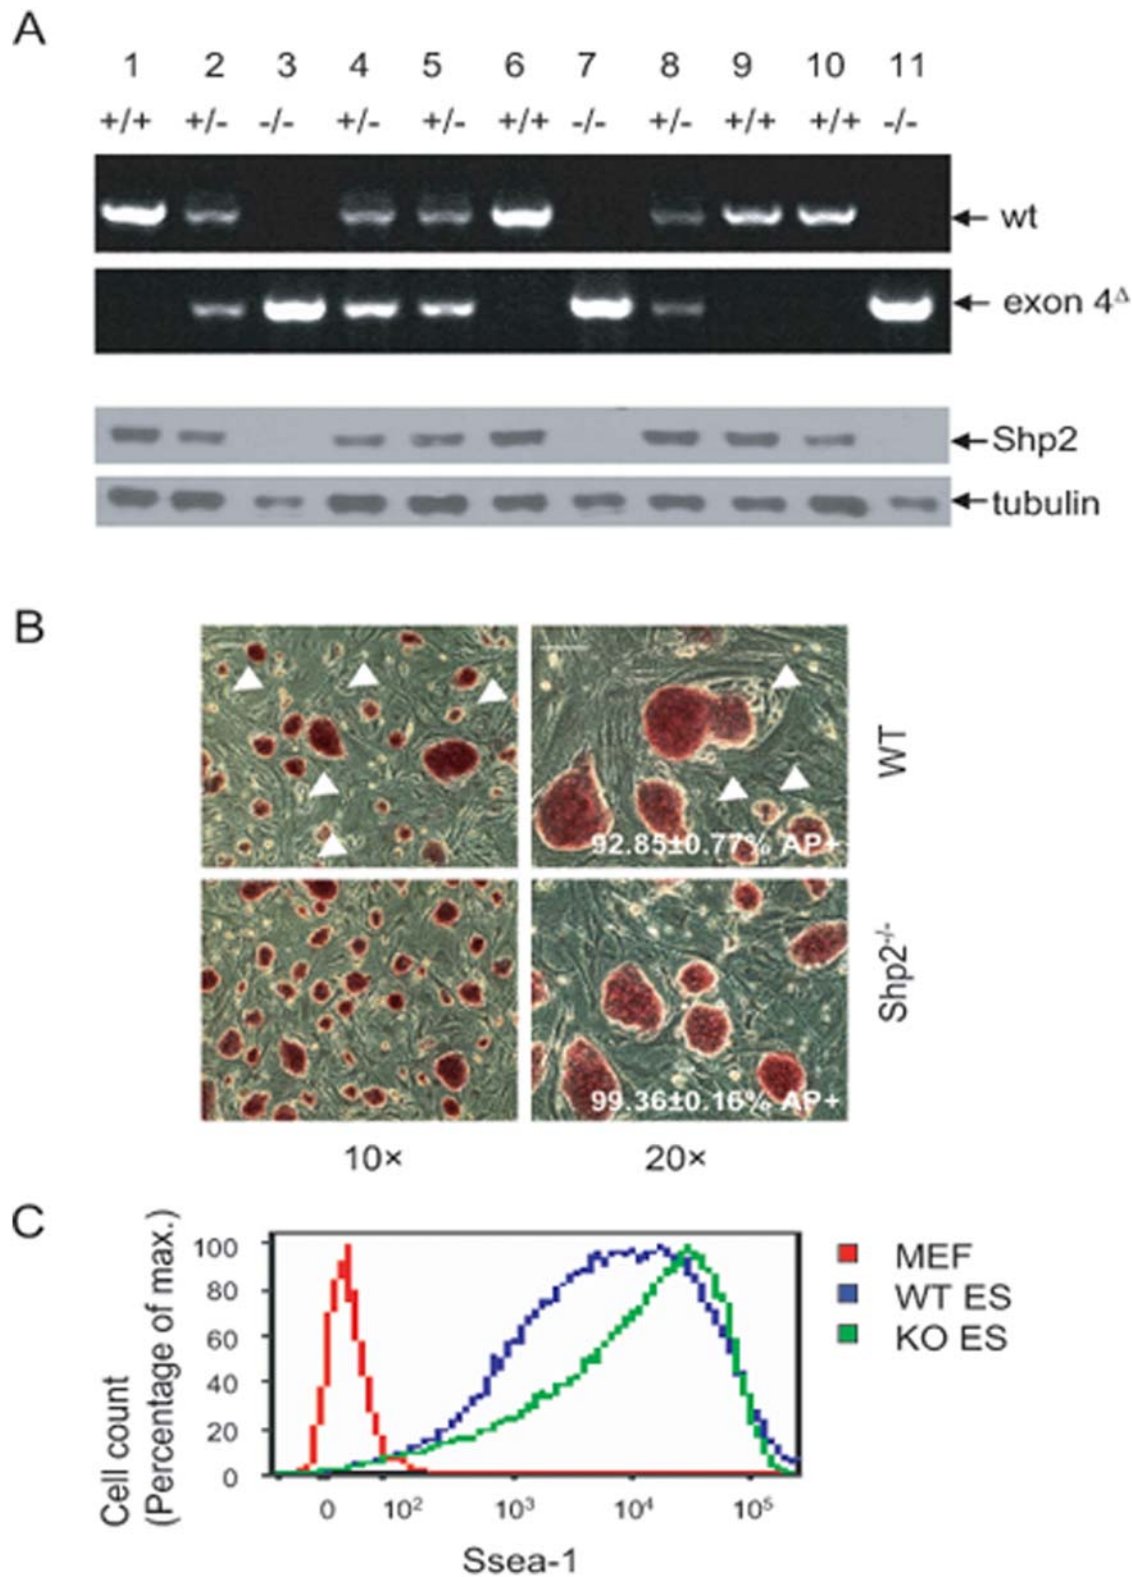 A
1 2 3 4 5 6 7 8 9 10 11
+/+ +/- -/- +/- +/- +/+ -/- +/- +/+ +/+ -/-
wt
exon 4Δ
Shp2
tubulin
B
WT
92.85±0.77% AP+
Shp2-/-
99.36±0.16% AP+
10× 20×
C
Cell count
(Percentage of max.)
100
80
60
40
20
0
0 10² 10³ 10⁴ 10⁵
Ssea-1
MEF
WT ES
KO ES